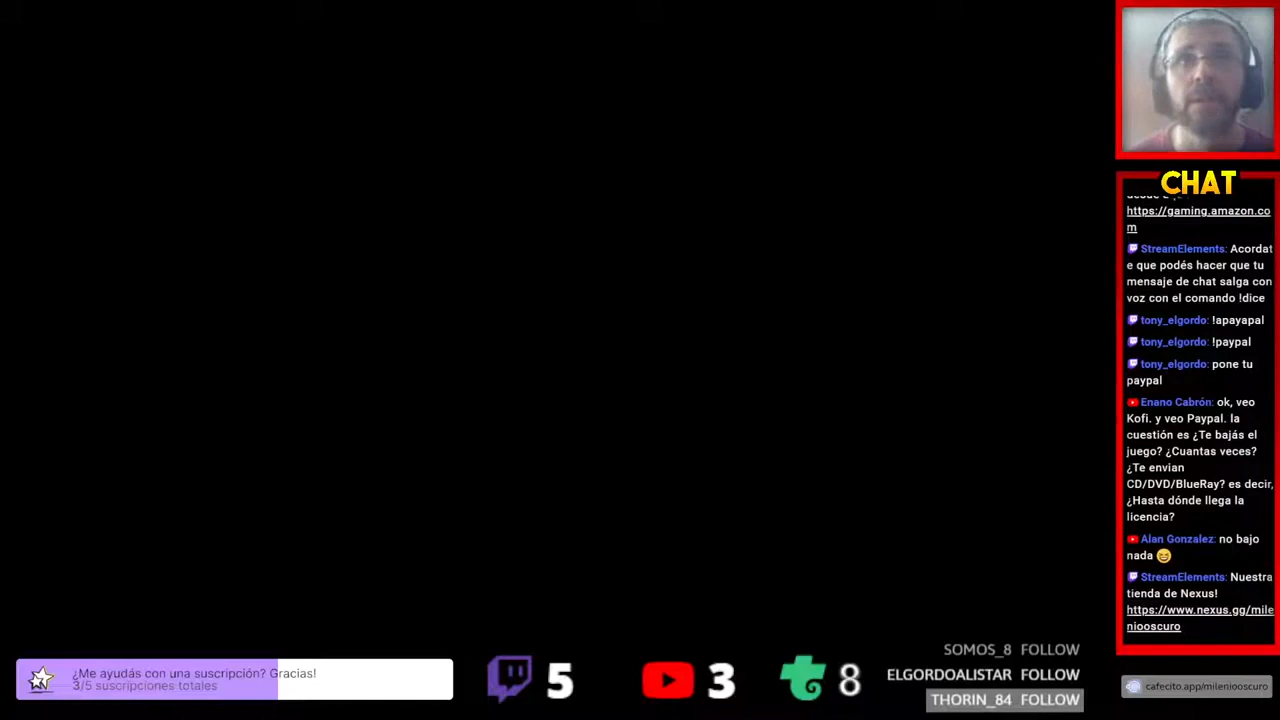 CHAT
https://gaming.amazon.co
m
StreamElements: Acordat
e que podés hacer que tu
mensaje de chat salga con
voz con el comando !dice
tony_elgordo: !apayapal
tony_elgordo: !paypal
tony_elgordo: pone tu
paypal
Enano Cabrón: ok, veo
Kofi. y veo Paypal. la
cuestión es ¿Te bajás el
juego? ¿Cuantas veces?
¿Te envian
CD/DVD/BlueRay? es decir,
¿Hasta dónde llega la
licencia?
Alan Gonzalez: no bajo
nada
StreamElements: Nuestra
tienda de Nexus!
https://www.nexus.gg/mile
niooscuro
SOMOS_8 FOLLOW
ELGORDOALISTAR FOLLOW
THORIN_84 FOLLOW
¿Me ayudás con una suscripción? Gracias!
3/5 suscripciones totales
5
3
8
cafecito.app/mileniooscuro